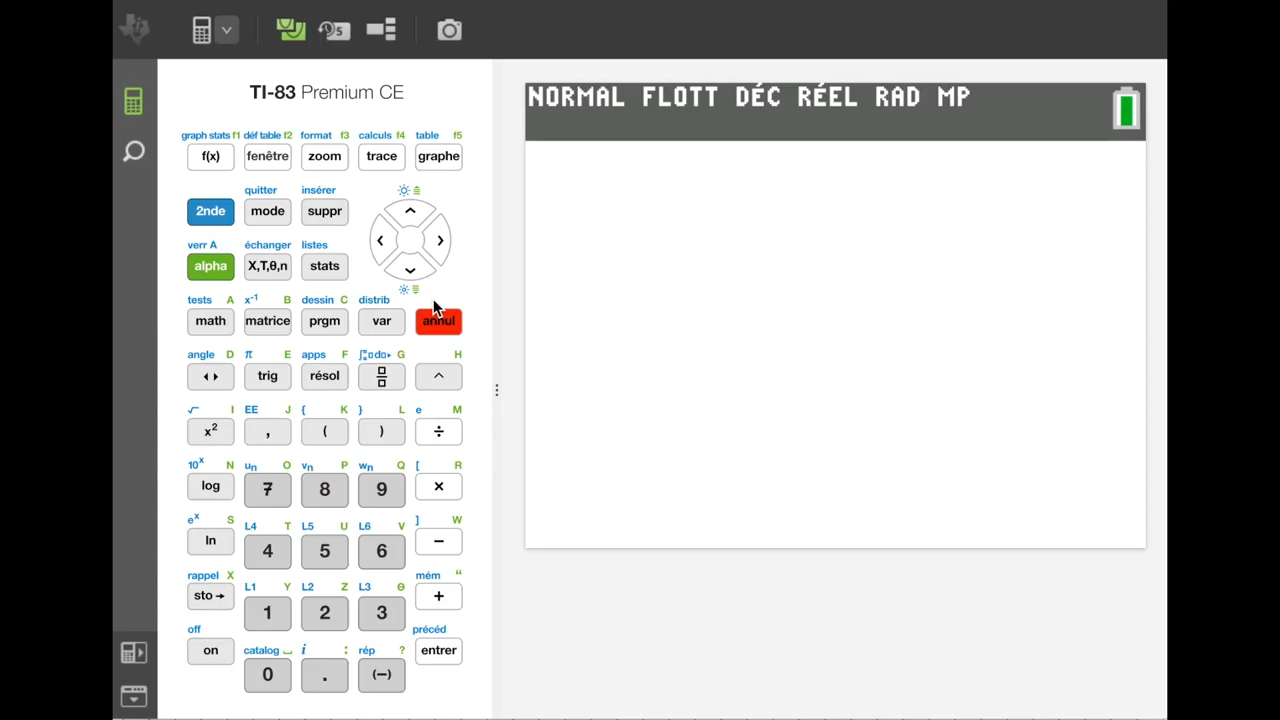 TI-83 Premium CE
NORMAL FLOTT DÉC RÉEL RAD MP
graph stats f1 déf table f2 format f3 calculs f4 table f5
f(x) fenêtre zoom trace graphe
quitter insérer
2nde mode suppr
verr A échanger listes
alpha X,T,θ,n stats
tests A x⁻¹ B dessin C distrib
math matrice prgm var annul
angle D π E apps F G H
trig résol ^
√ I EE J { K } L e M
x² , ( ) ÷
10ˣ N uₙ O vₙ P wₙ Q [ R
log 7 8 9 ×
eˣ S L4 T L5 U L6 V ] W
ln 4 5 6 −
rappel X L1 Y L2 Z L3 θ mém “
sto→ 1 2 3 +
off catalog i : rép ? précéd
on 0 . (−) entrer
5